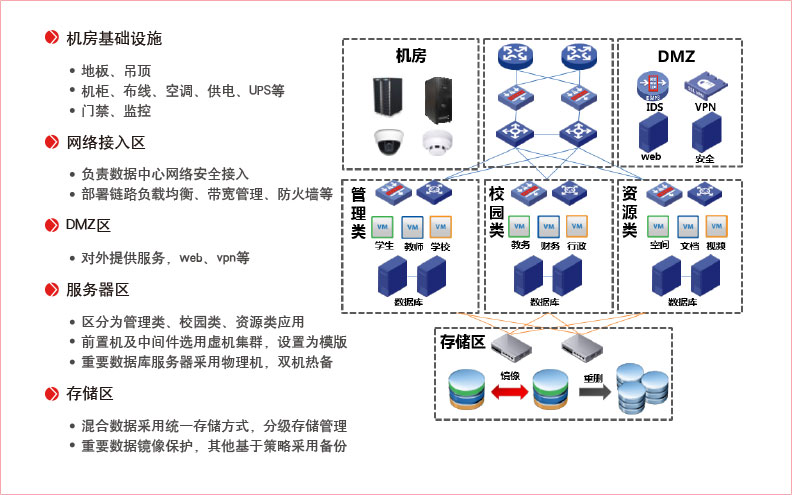 机房基础设施
• 地板、吊顶
• 机柜、布线、空调、供电、UPS等
• 门禁、监控
网络接入区
• 负责数据中心网络安全接入
• 部署链路负载均衡、带宽管理、防火墙等
DMZ区
• 对外提供服务，web、vpn等
服务器区
• 区分为管理类、校园类、资源类应用
• 前置机及中间件选用虚机集群，设置为模版
• 重要数据库服务器采用物理机，双机热备
存储区
• 混合数据采用统一存储方式，分级存储管理
• 重要数据镜像保护，其他基于策略采用备份
机房
DMZ
IDS
VPN
web
安全
管理类
VM
VM
VM
学生
教师
学校
数据库
校园类
VM
VM
VM
教务
财务
行政
数据库
资源类
VM
VM
VM
空间
文档
视频
数据库
存储区
镜像
重删